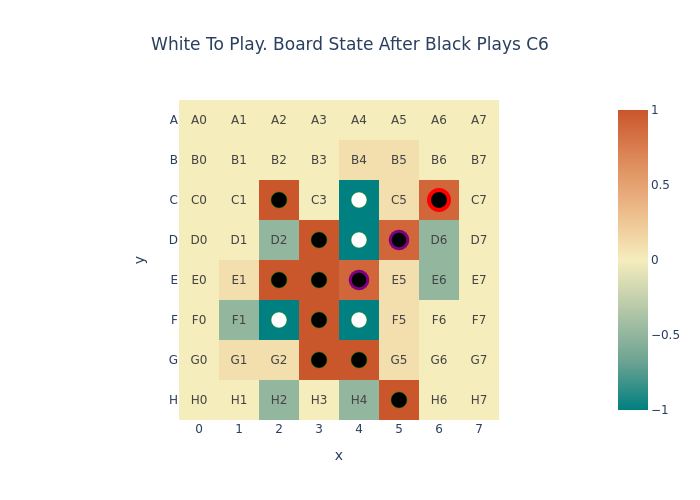 White To Play. Board State After Black Plays C6
A A0 A1 A2 A3 A4 A5 A6 A7 1
B B0 B1 B2 B3 B4 B5 B6 B7
C C0 C1 C3 C5 C7 0.5
D D0 D1 D2 D6 D7
y
0
E E0 E1 E5 E6 E7
F F0 F1 F5 F6 F7
−0.5
G G0 G1 G2 G5 G6 G7
H H0 H1 H2 H3 H4 H6 H7
−1
0 1 2 3 4 5 6 7
x